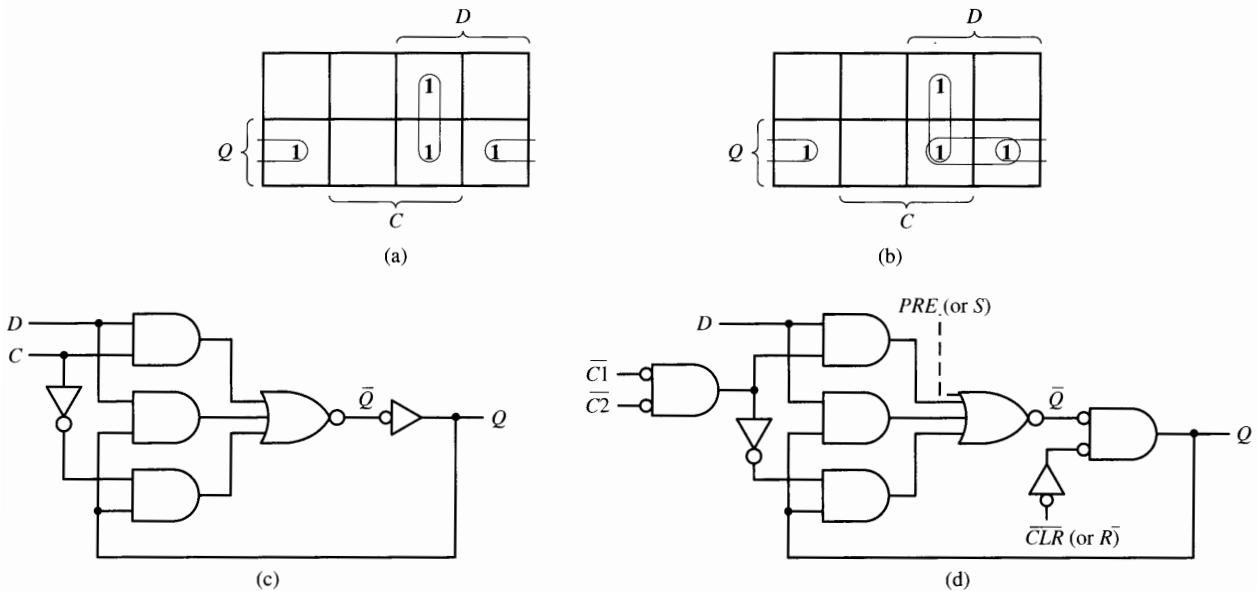 D
D
1
1
Q
1
1
1
Q
1
1
1
C
C
(a)
(b)
D
C
Q̅
Q
(c)
PRE (or S)
D
C̅1̅
C̅2̅
Q̅
Q
C̅L̅R̅ (or R̅)
(d)